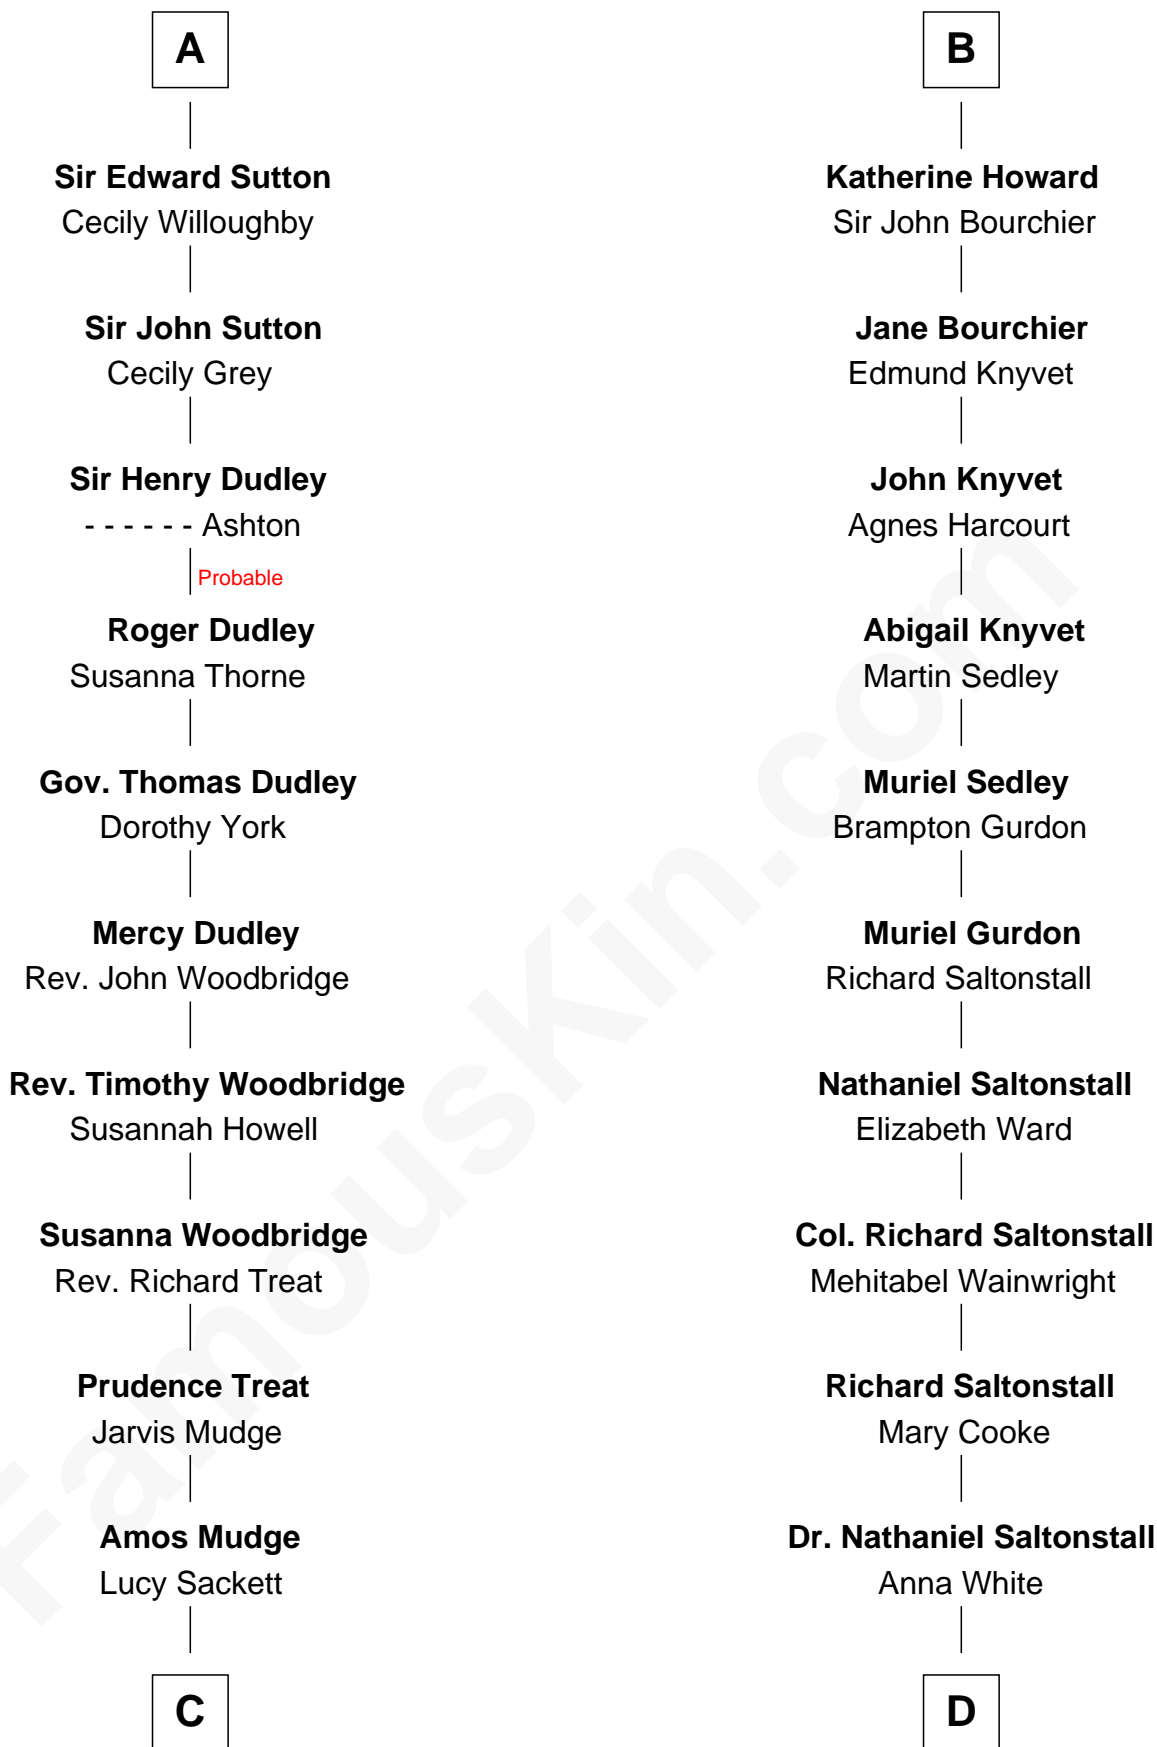 A
Sir Edward Sutton
Cecily Willoughby
Sir John Sutton
Cecily Grey
Sir Henry Dudley
- - - - - - Ashton
Probable
Roger Dudley
Susanna Thorne
Gov. Thomas Dudley
Dorothy York
Mercy Dudley
Rev. John Woodbridge
Rev. Timothy Woodbridge
Susannah Howell
Susanna Woodbridge
Rev. Richard Treat
Prudence Treat
Jarvis Mudge
Amos Mudge
Lucy Sackett
C
B
Katherine Howard
Sir John Bourchier
Jane Bourchier
Edmund Knyvet
John Knyvet
Agnes Harcourt
Abigail Knyvet
Martin Sedley
Muriel Sedley
Brampton Gurdon
Muriel Gurdon
Richard Saltonstall
Nathaniel Saltonstall
Elizabeth Ward
Col. Richard Saltonstall
Mehitabel Wainwright
Richard Saltonstall
Mary Cooke
Dr. Nathaniel Saltonstall
Anna White
D
FamousKin.com